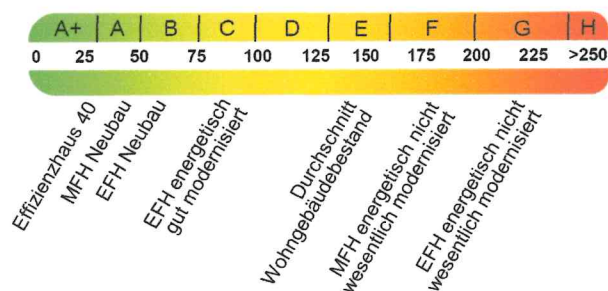 A+ A B C D E F G H
0 25 50 75 100 125 150 175 200 225 >250
Effizienzhaus 40
MFH Neubau
EFH Neubau
EFH energetisch
gut modernisiert
Durchschnitt
Wohngebäudebestand
MFH energetisch nicht
wesentlich modernisiert
EFH energetisch nicht
wesentlich modernisiert